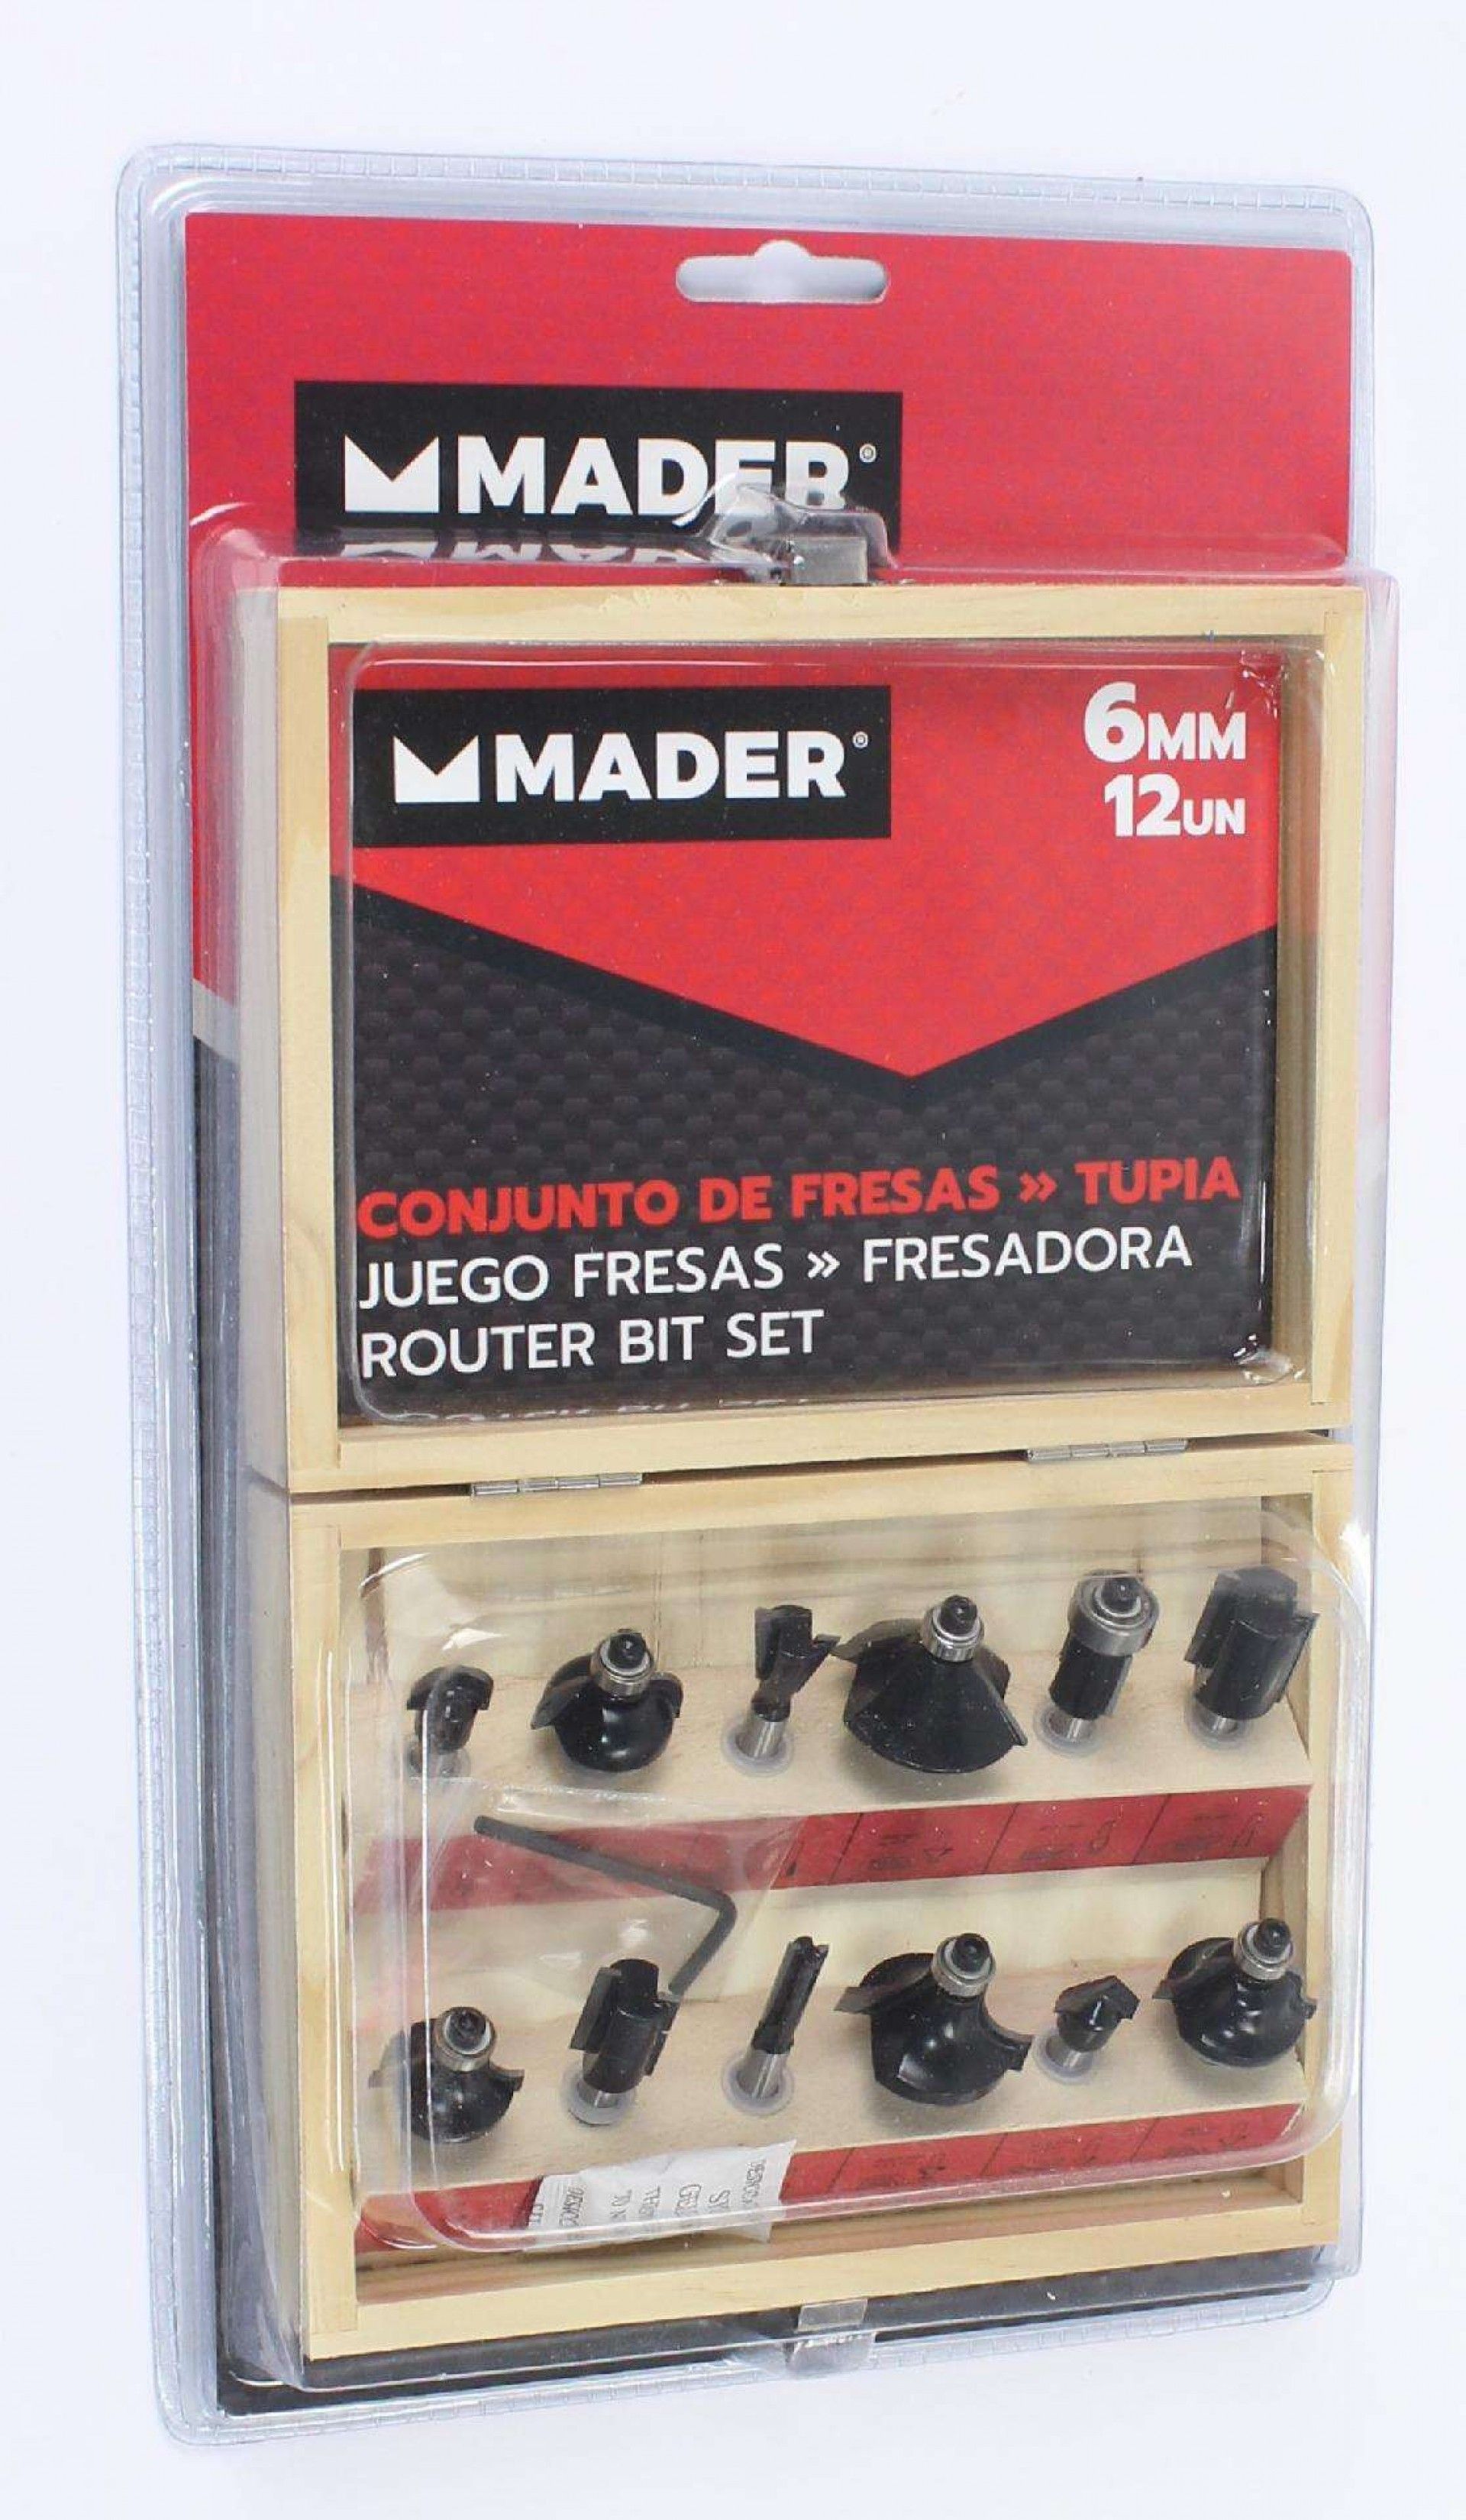 MADER®
MADER®
6MM
12UN
CONJUNTO DE FRESAS » TUPIA
JUEGO FRESAS » FRESADORA
ROUTER BIT SET